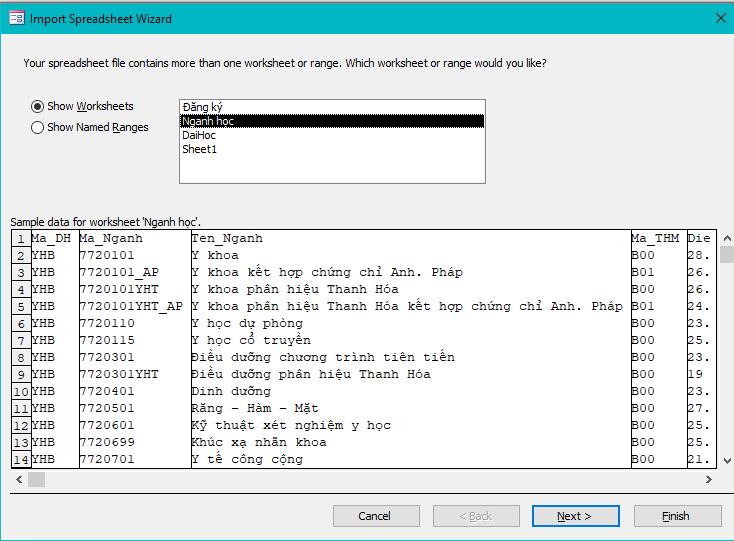 Import Spreadsheet Wizard
Your spreadsheet file contains more than one worksheet or range. Which worksheet or range would you like?
Show Worksheets
Show Named Ranges
Đăng ký
Nganh học
DaiHoc
Sheet1
Sample data for worksheet 'Nganh học'.
1 Ma_DH Ma_Nganh Ten_Nganh Ma_THM Die
2 YHB 7720101 Y khoa B00 28.
3 YHB 7720101_AP Y khoa kết hợp chứng chỉ Anh. Pháp B01 26.
4 YHB 7720101YHT Y khoa phân hiệu Thanh Hóa B00 26.
5 YHB 7720101YHT_AP Y khoa phân hiệu Thanh Hóa kết hợp chứng chỉ Anh. Pháp B01 24.
6 YHB 7720110 Y học dự phòng B00 23.
7 YHB 7720115 Y học cổ truyền B00 25.
8 YHB 7720301 Điều dưỡng chương trình tiên tiến B00 23.
9 YHB 7720301YHT Điều dưỡng phân hiệu Thanh Hóa B00 19
10 YHB 7720401 Dinh dưỡng B00 23.
11 YHB 7720501 Răng - Hàm - Mặt B00 27.
12 YHB 7720601 Kỹ thuật xét nghiệm y học B00 25.
13 YHB 7720699 Khúc xạ nhãn khoa B00 25.
14 YHB 7720701 Y tế công cộng B00 21.
Cancel
< Back
Next >
Finish